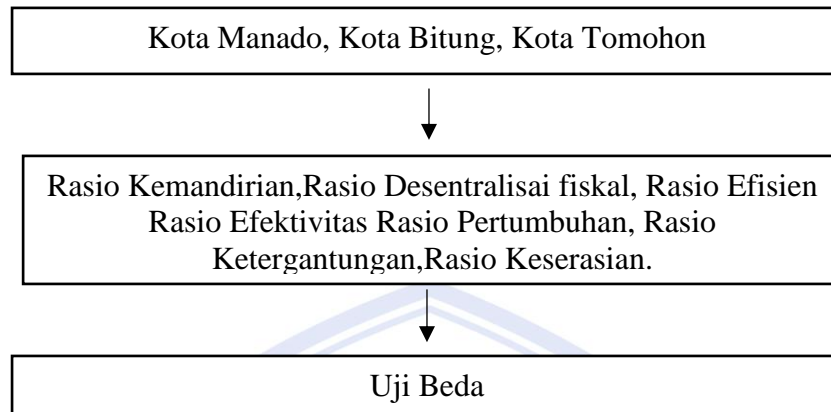 Kota Manado, Kota Bitung, Kota Tomohon
Rasio Kemandirian,Rasio Desentralisai fiskal, Rasio Efisien
Rasio Efektivitas Rasio Pertumbuhan, Rasio
Ketergantungan,Rasio Keserasian.
Uji Beda